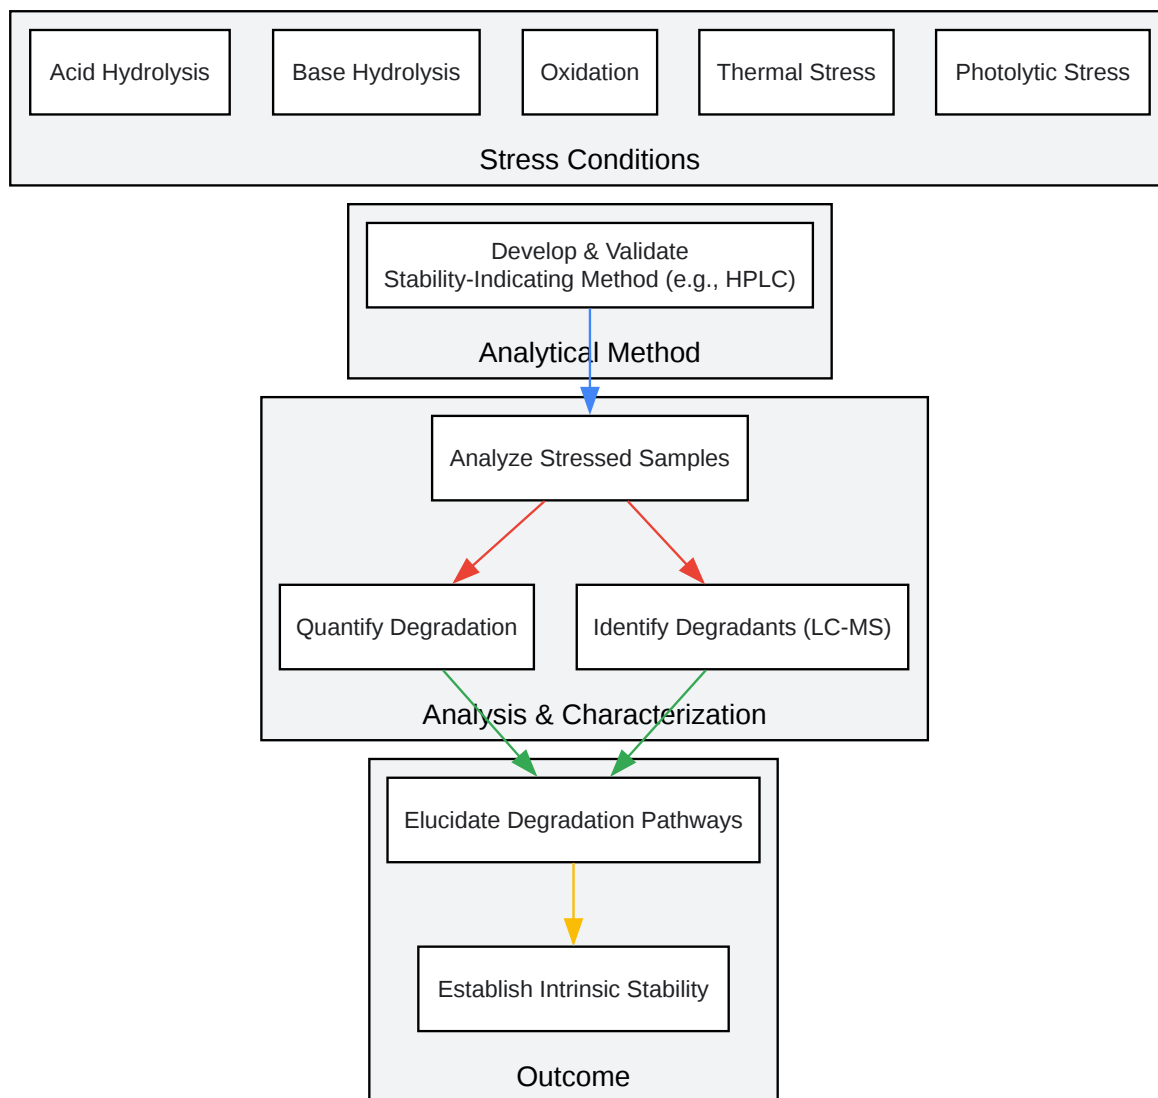 Acid Hydrolysis
Base Hydrolysis
Oxidation
Thermal Stress
Photolytic Stress
Stress Conditions
Develop & Validate
Stability-Indicating Method (e.g., HPLC)
Analytical Method
Analyze Stressed Samples
Quantify Degradation
Identify Degradants (LC-MS)
Analysis & Characterization
Elucidate Degradation Pathways
Establish Intrinsic Stability
Outcome